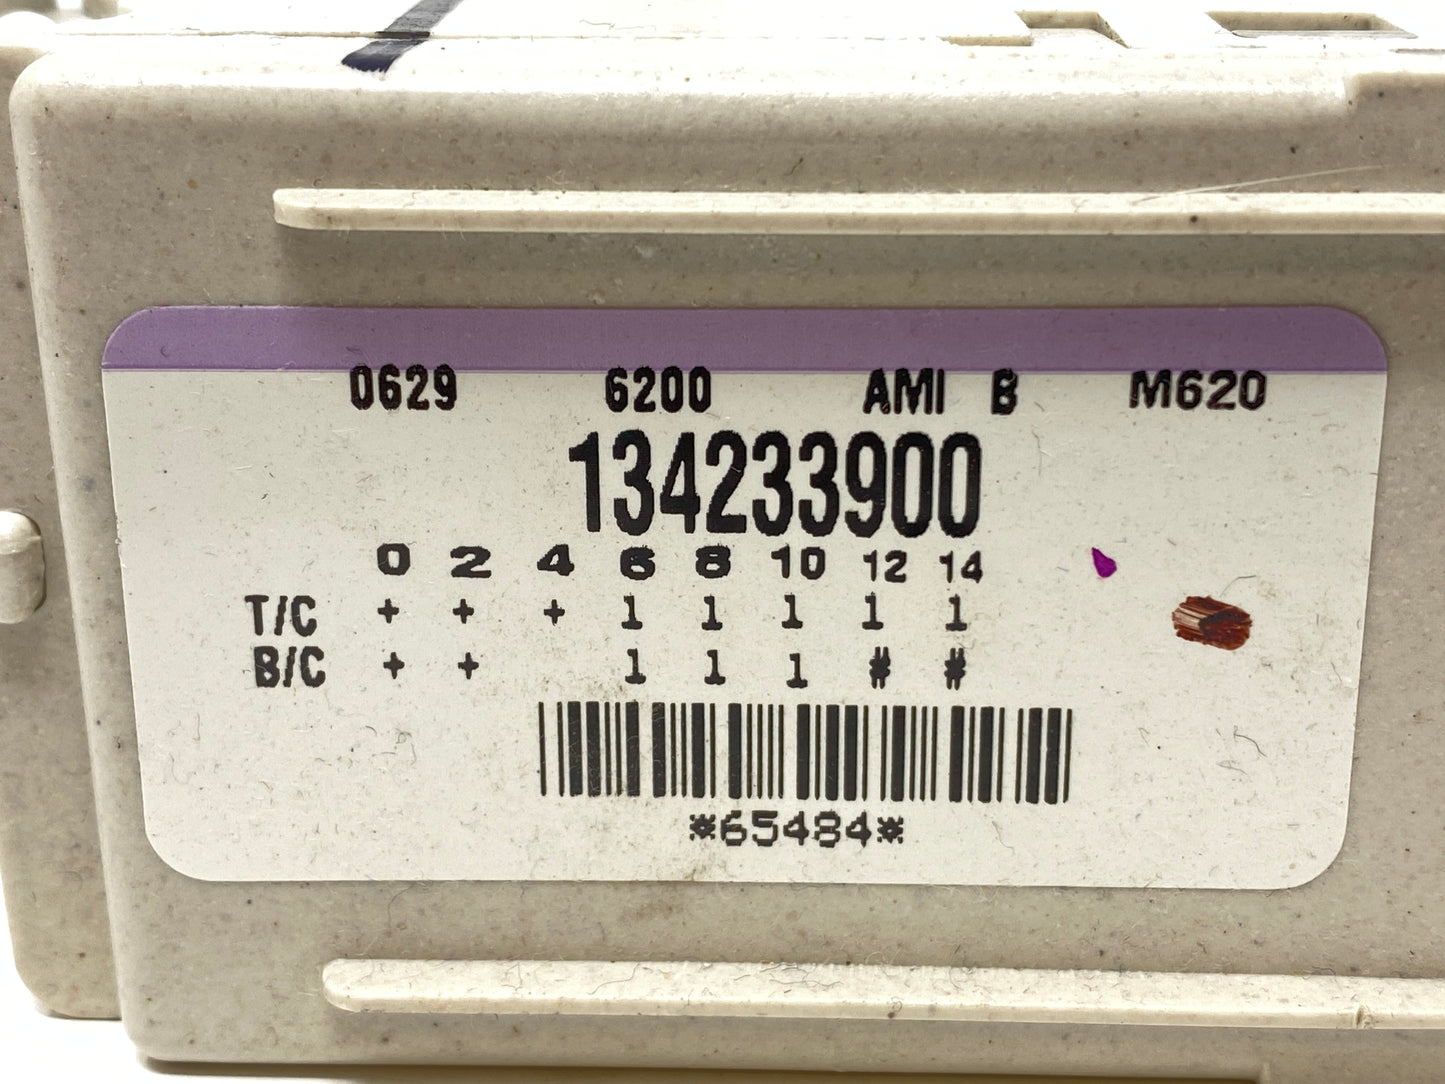 0629 6200 AMI B M620
134233900
0 2 4 6 8 10 12 14
T/C + + + 1 1 1 1 1
B/C + + 1 1 1 # #
*65484*